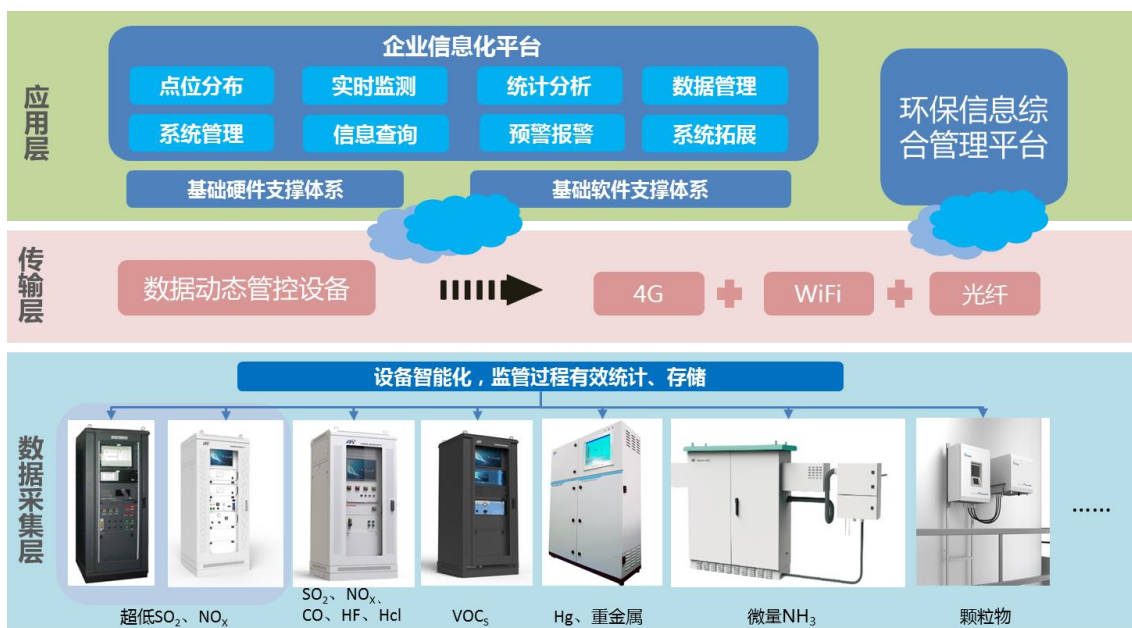 应用层
企业信息化平台
点位分布 实时监测 统计分析 数据管理
系统管理 信息查询 预警报警 系统拓展
基础硬件支撑体系 基础软件支撑体系
环保信息综
合管理平台
传输层
数据动态管控设备
4G + WiFi + 光纤
数据采集层
设备智能化，监管过程有效统计、存储
超低SO₂、NOₓ
SO₂、NOₓ、
CO、HF、Hcl
VOCₛ
Hg、重金属
微量NH₃
颗粒物
……